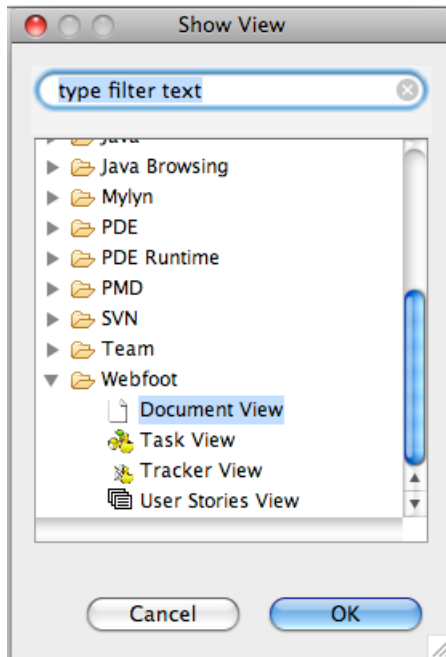 Show View
type filter text
Java
Java Browsing
Mylyn
PDE
PDE Runtime
PMD
SVN
Team
Webfoot
Document View
Task View
Tracker View
User Stories View
Cancel OK